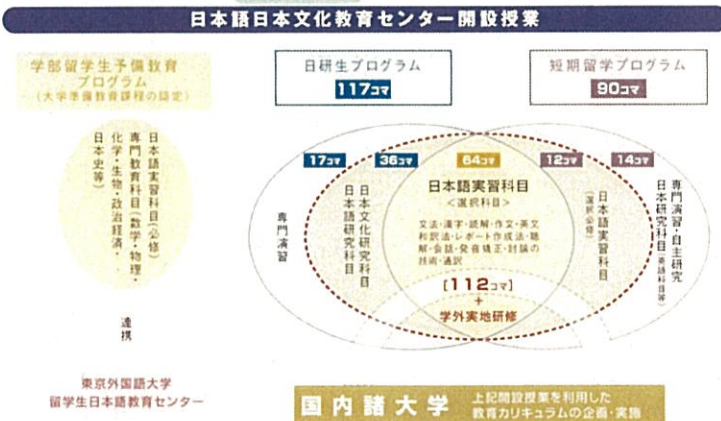 日本語日本文化教育センター開設授業
学部留学生予備教育
プログラム
(大学準備教育課程の認定)
日本語実習科目(必修)
専門教育科目(数学・物理・
化学・生物・政治経済・
日本史等)
連携
東京外国語大学
留学生日本語教育センター
日研生プログラム
117コマ
短期留学プログラム
90コマ
17コマ
36コマ
64コマ
12コマ
14コマ
専門演習
日本文化研究科目
日本語研究科目
日本語実習科目
<選択科目>
文法・漢字・読解・作文・英文
和訳法・レポート作成法・聴
解・会話・発音矯正・討論の
技術・通訳
[112コマ]
+
学外実地研修
日本語実習科目
(選択必修)
専門演習・自主研究
日本研究科目(英語科目等)
国内諸大学
上記開設授業を利用した
教育カリキュラムの企画・実施